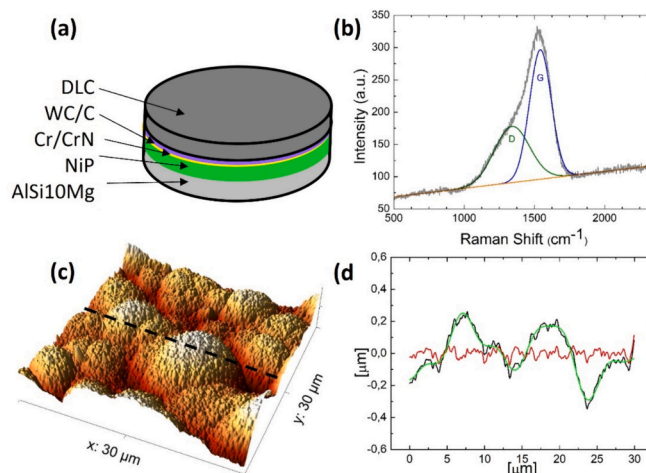 (a)
DLC
WC/C
Cr/CrN
NiP
AlSi10Mg
(b)
Intensity (a.u.)
350
300
250
200
150
100
50
G
D
500
1000
1500
2000
Raman Shift (cm⁻¹)
(c)
x: 30 µm
y: 30 µm
(d)
[µm]
0,6
0,4
0,2
0,0
-0,2
-0,4
0,6
0 5 10 15 20 25 30
[µm]